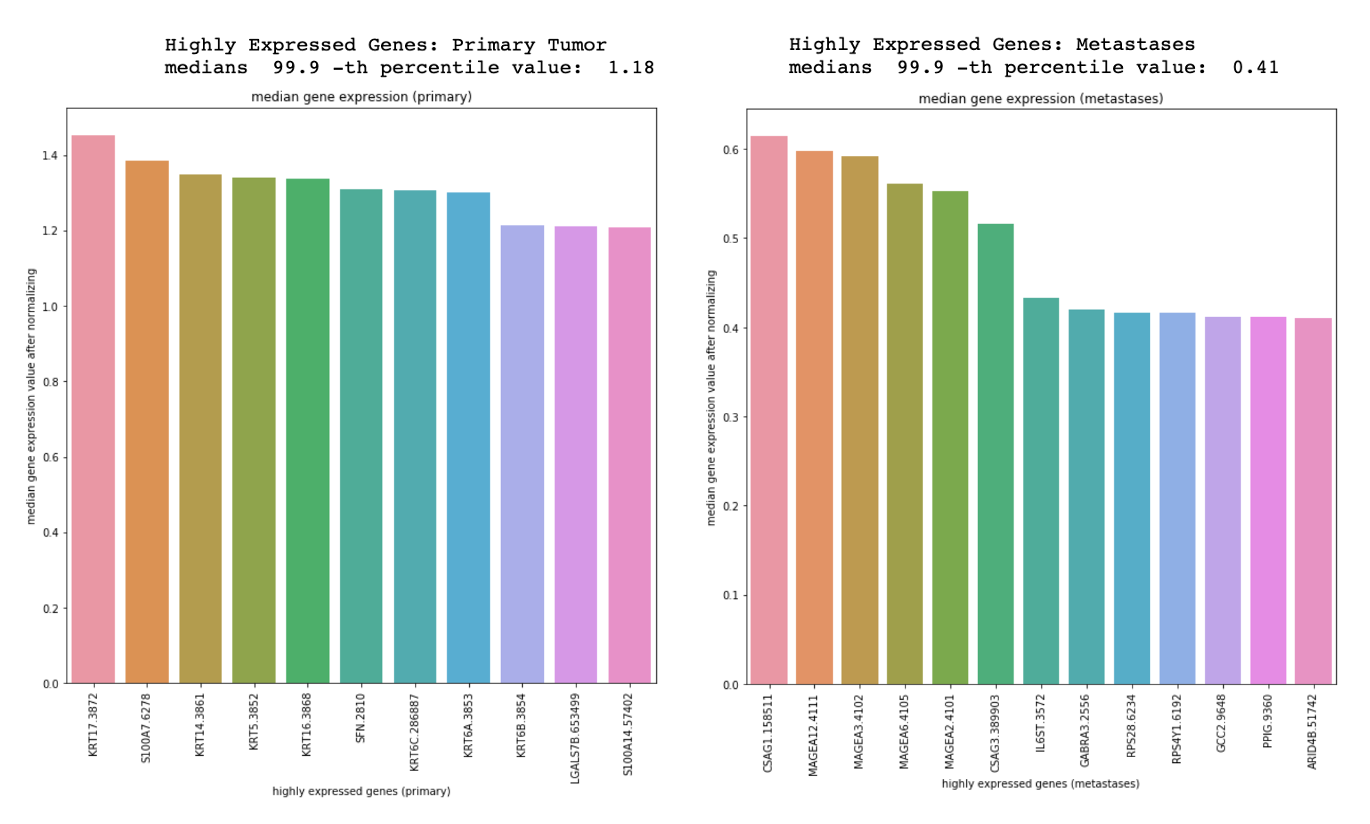 Highly Expressed Genes: Primary Tumor
medians  99.9 -th percentile value:  1.18
median gene expression (primary)
median gene expression value after normalizing
1.4
1.2
1.0
0.8
0.6
0.4
0.2
0.0
KRT17.3872
S100A7.6278
KRT14.3861
KRT5.3852
KRT16.3868
SFN.2810
KRT6C.286887
KRT6A.3853
KRT6B.3854
LGALS7B.653499
S100A14.57402
highly expressed genes (primary)
Highly Expressed Genes: Metastases
medians  99.9 -th percentile value:  0.41
median gene expression (metastases)
median gene expression value after normalizing
0.6
0.5
0.4
0.3
0.2
0.1
0.0
CSAG1.158511
MAGEA12.4111
MAGEA3.4102
MAGEA6.4105
MAGEA2.4101
CSAG3.389903
IL6ST.3572
GABRA3.2556
RPS28.6234
RPS4Y1.6192
GCC2.9648
PPIG.9360
ARID4B.51742
highly expressed genes (metastases)